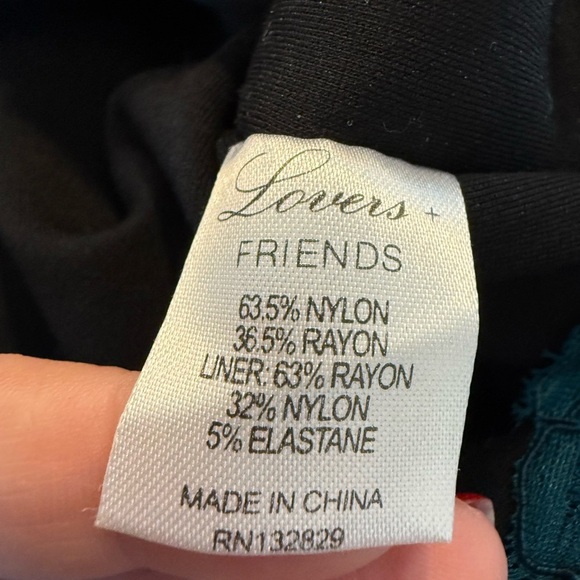 Lovers +
FRIENDS
63.5% NYLON
36.5% RAYON
LINER: 63% RAYON
32% NYLON
5% ELASTANE
MADE IN CHINA
RN132829